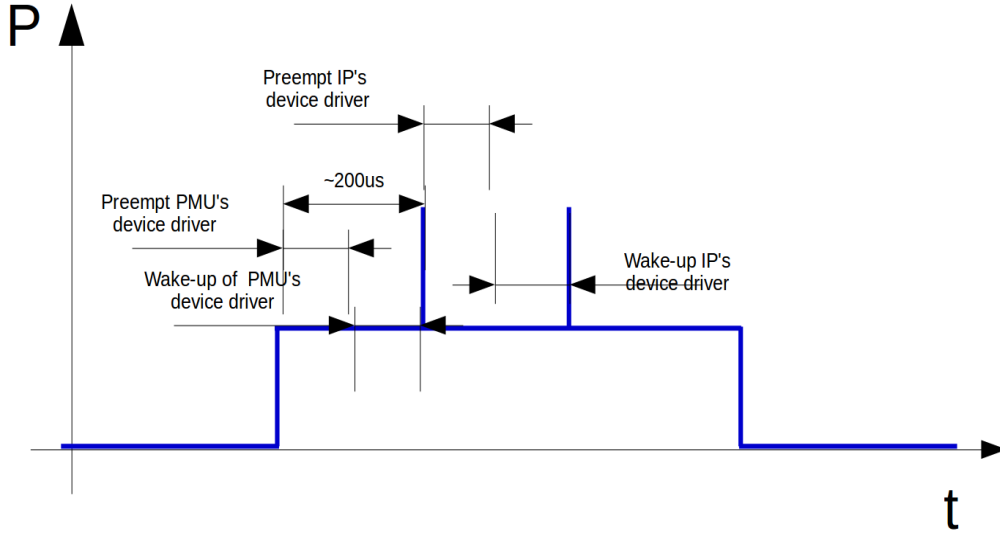 P
Preempt IP's
device driver
~200us
Preempt PMU's
device driver
Wake-up of PMU's
device driver
Wake-up IP's
device driver
t